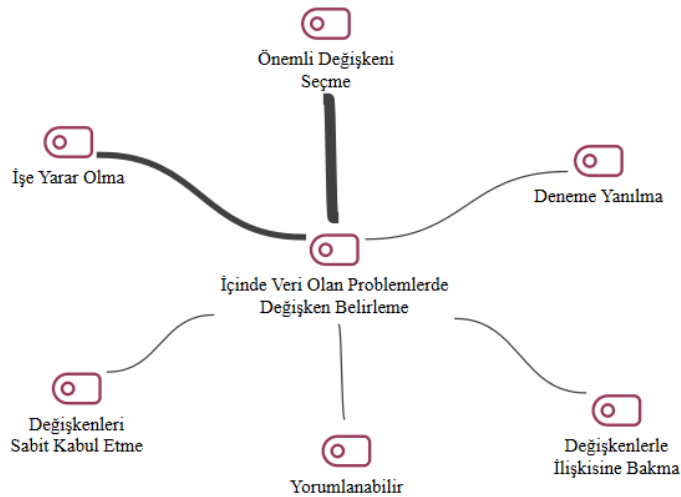 Önemli Değişkeni
Seçme
İşe Yarar Olma
Deneme Yanılma
İçinde Veri Olan Problemlerde
Değişken Belirleme
Değişkenleri
Sabit Kabul Etme
Yorumlanabilir
Değişkenlerle
İlişkisine Bakma